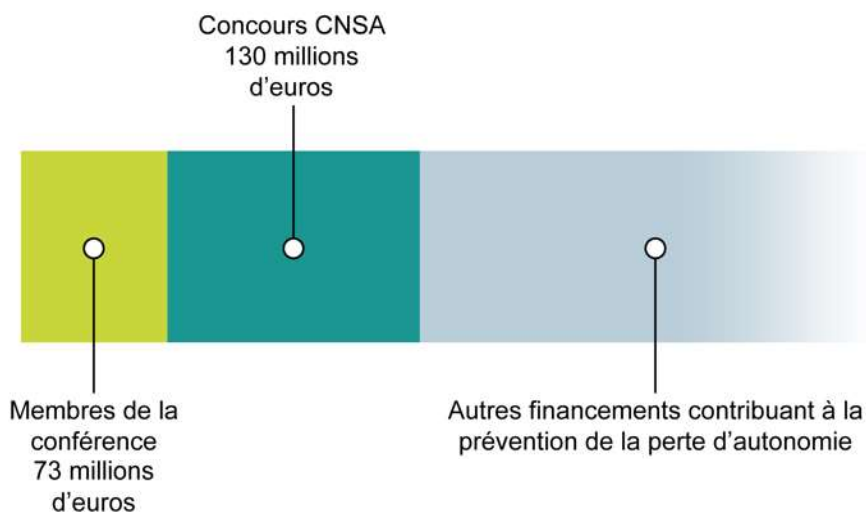 Concours CNSA
130 millions
d’euros
Membres de la
conférence
73 millions
d’euros
Autres financements contribuant à la
prévention de la perte d’autonomie